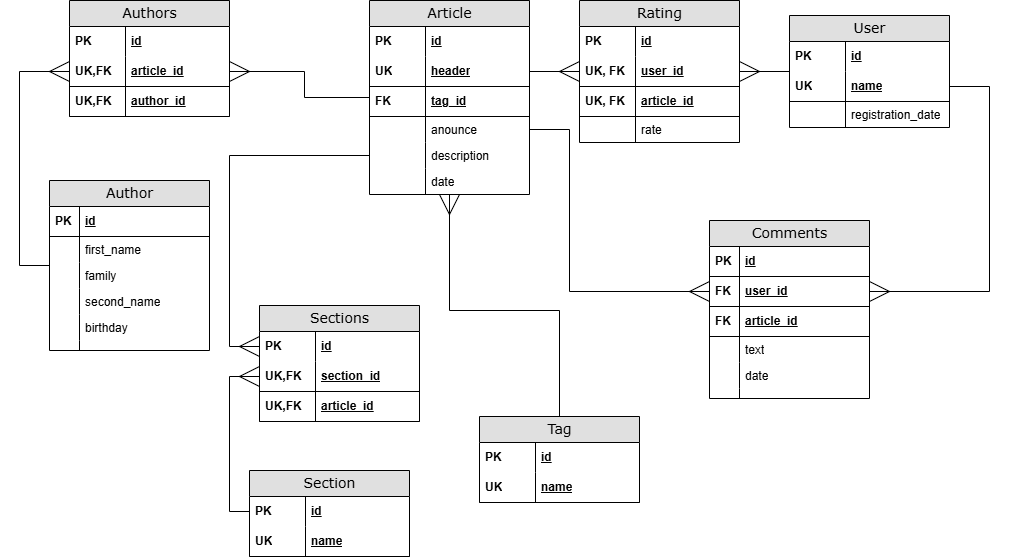 Authors
PK id
UK,FK article_id
UK,FK author_id
Article
PK id
UK header
FK tag_id
anounce
description
date
Rating
PK id
UK, FK user_id
UK, FK article_id
rate
User
PK id
UK name
registration_date
Author
PK id
first_name
family
second_name
birthday
Comments
PK id
FK user_id
FK article_id
text
date
Sections
PK id
UK,FK section_id
UK,FK article_id
Tag
PK id
UK name
Section
PK id
UK name